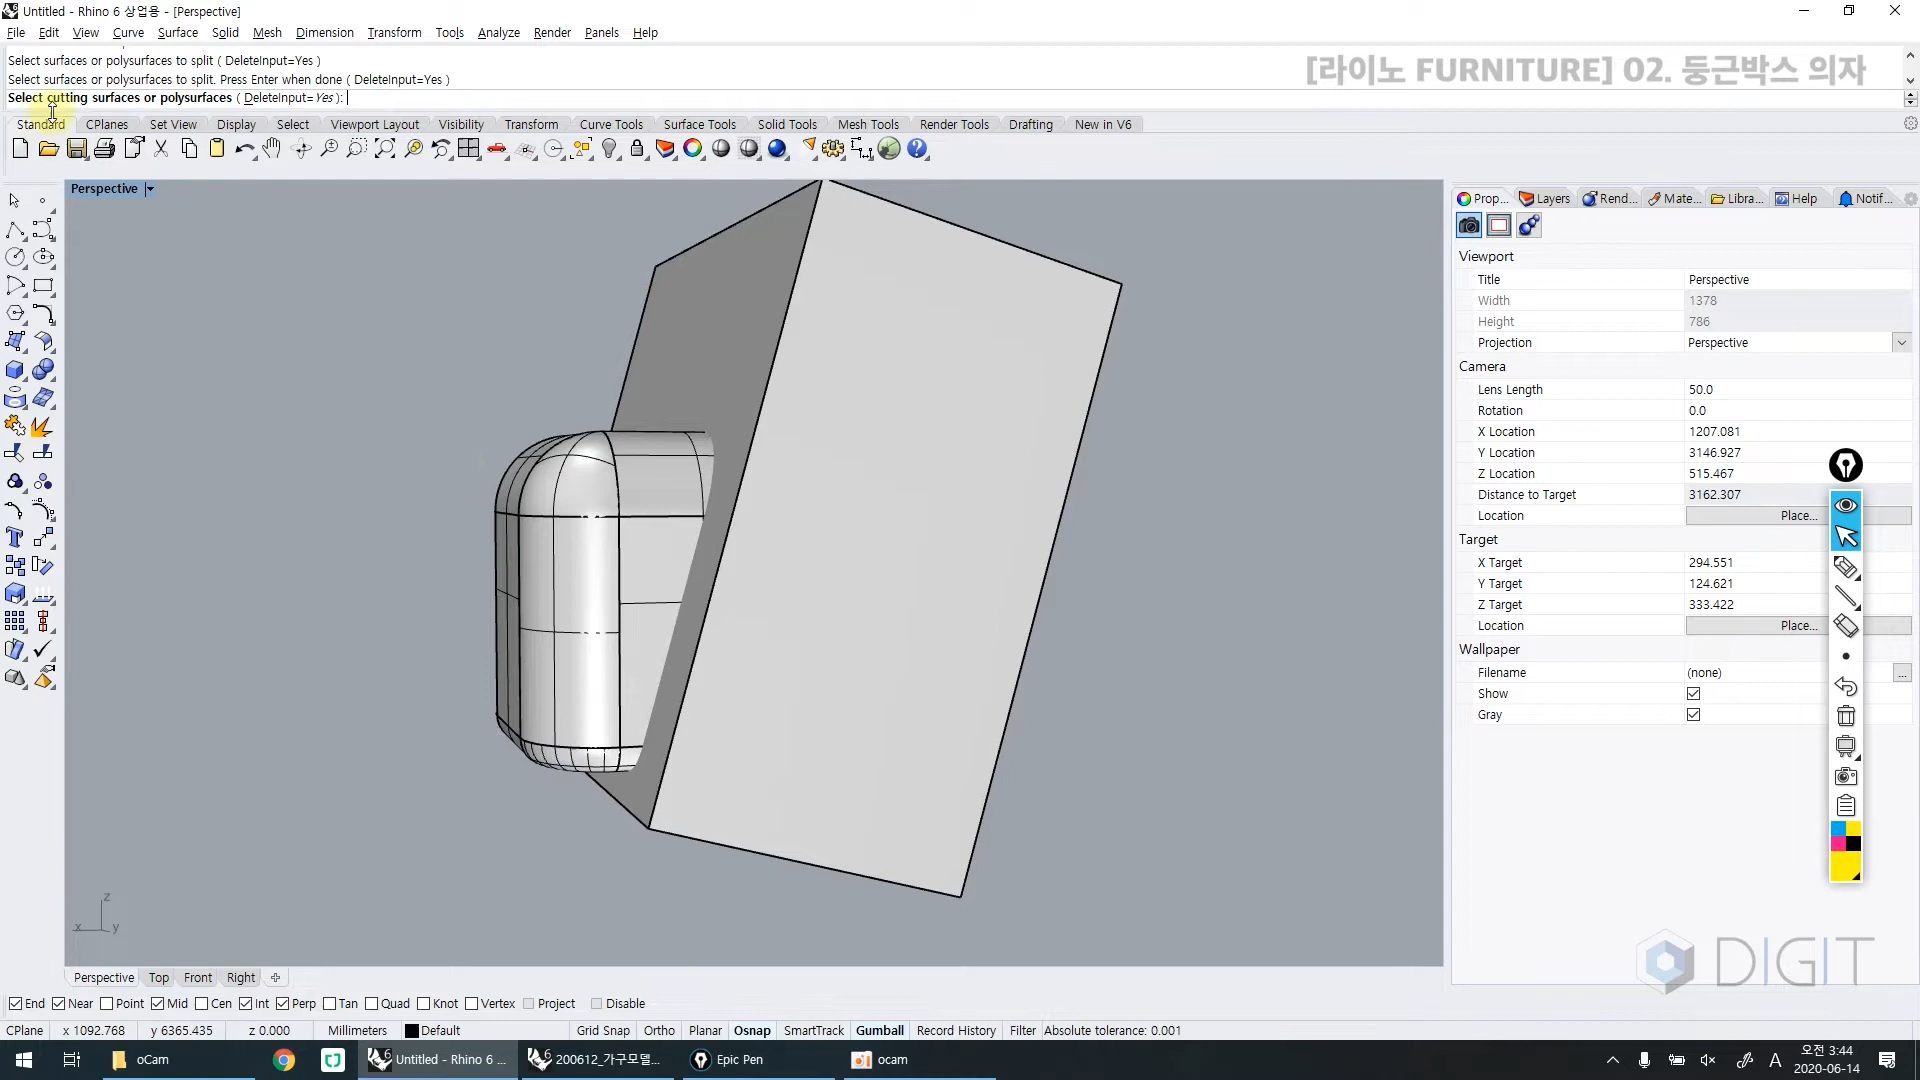 Untitled - Rhino 6 상업용 - [Perspective]
File Edit View Curve Surface Solid Mesh Dimension Transform Tools Analyze Render Panels Help
Select surfaces or polysurfaces to split ( DeleteInput=Yes )
Select surfaces or polysurfaces to split. Press Enter when done ( DeleteInput=Yes )
Select cutting surfaces or polysurfaces ( DeleteInput=Yes ):
[라이노 FURNITURE] 02. 둥근박스 의자
Standard CPlanes Set View Display Select Viewport Layout Visibility Transform Curve Tools Surface Tools Solid Tools Mesh Tools Render Tools Drafting New in V6
Perspective
Prop... Layers Rend... Mate... Libra... Help Notif...
Viewport
Title Perspective
Width 1378
Height 786
Projection Perspective
Camera
Lens Length 50.0
Rotation 0.0
X Location 1207.081
Y Location 3146.927
Z Location 515.467
Distance to Target 3162.307
Location Place...
Target
X Target 294.551
Y Target 124.621
Z Target 333.422
Location Place...
Wallpaper
Filename (none) ...
Show
Gray
z
x y
DIGIT
Perspective Top Front Right
End Near Point Mid Cen Int Perp Tan Quad Knot Vertex Project Disable
CPlane x 1092.768 y 6365.435 z 0.000 Millimeters Default Grid Snap Ortho Planar Osnap SmartTrack Gumball Record History Filter Absolute tolerance: 0.001
oCam Untitled - Rhino 6 ... 200612_가구모델... Epic Pen ocam A 오전 3:44
2020-06-14